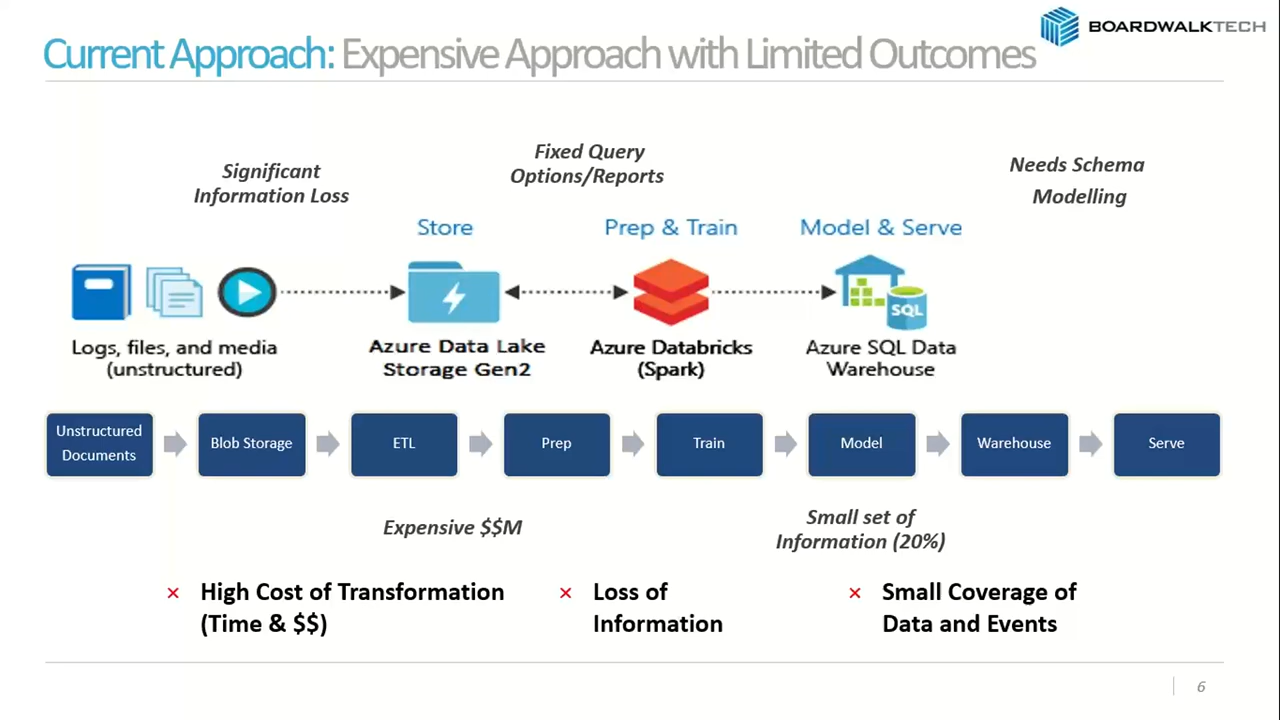 BOARDWALKTECH
Current Approach: Expensive Approach with Limited Outcomes
Significant
Information Loss
Fixed Query
Options/Reports
Needs Schema
Modelling
Store
Prep & Train
Model & Serve
SQL
Logs, files, and media
(unstructured)
Azure Data Lake
Storage Gen2
Azure Databricks
(Spark)
Azure SQL Data
Warehouse
Unstructured
Documents
Blob Storage
ETL
Prep
Train
Model
Warehouse
Serve
Expensive $$M
Small set of
Information (20%)
× High Cost of Transformation
(Time & $$)
× Loss of
Information
× Small Coverage of
Data and Events
6